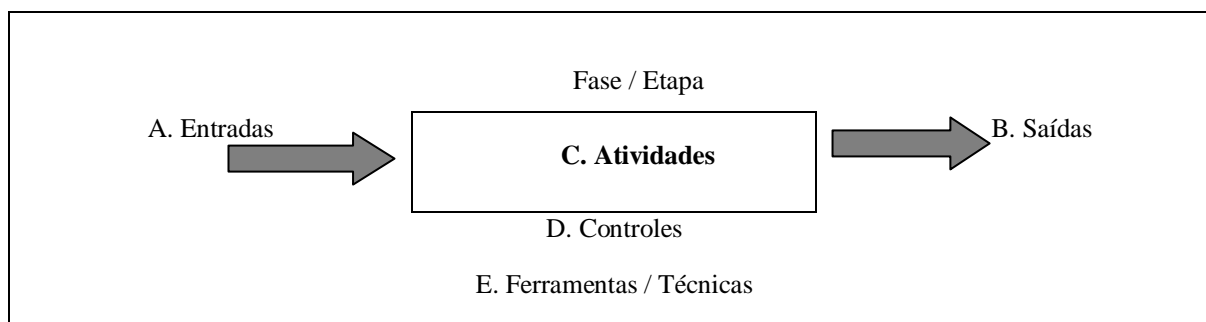 Fase / Etapa
A. Entradas
C. Atividades
B. Saídas
D. Controles
E. Ferramentas / Técnicas